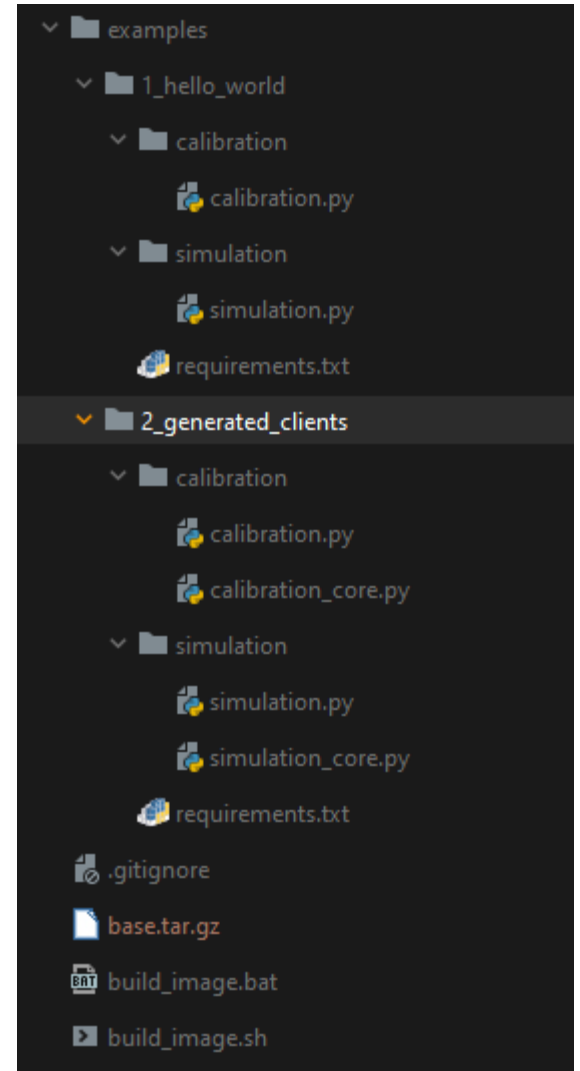 examples
1_hello_world
calibration
calibration.py
simulation
simulation.py
requirements.txt
2_generated_clients
calibration
calibration.py
calibration_core.py
simulation
simulation.py
simulation_core.py
requirements.txt
.gitignore
base.tar.gz
BAT build_image.bat
build_image.sh